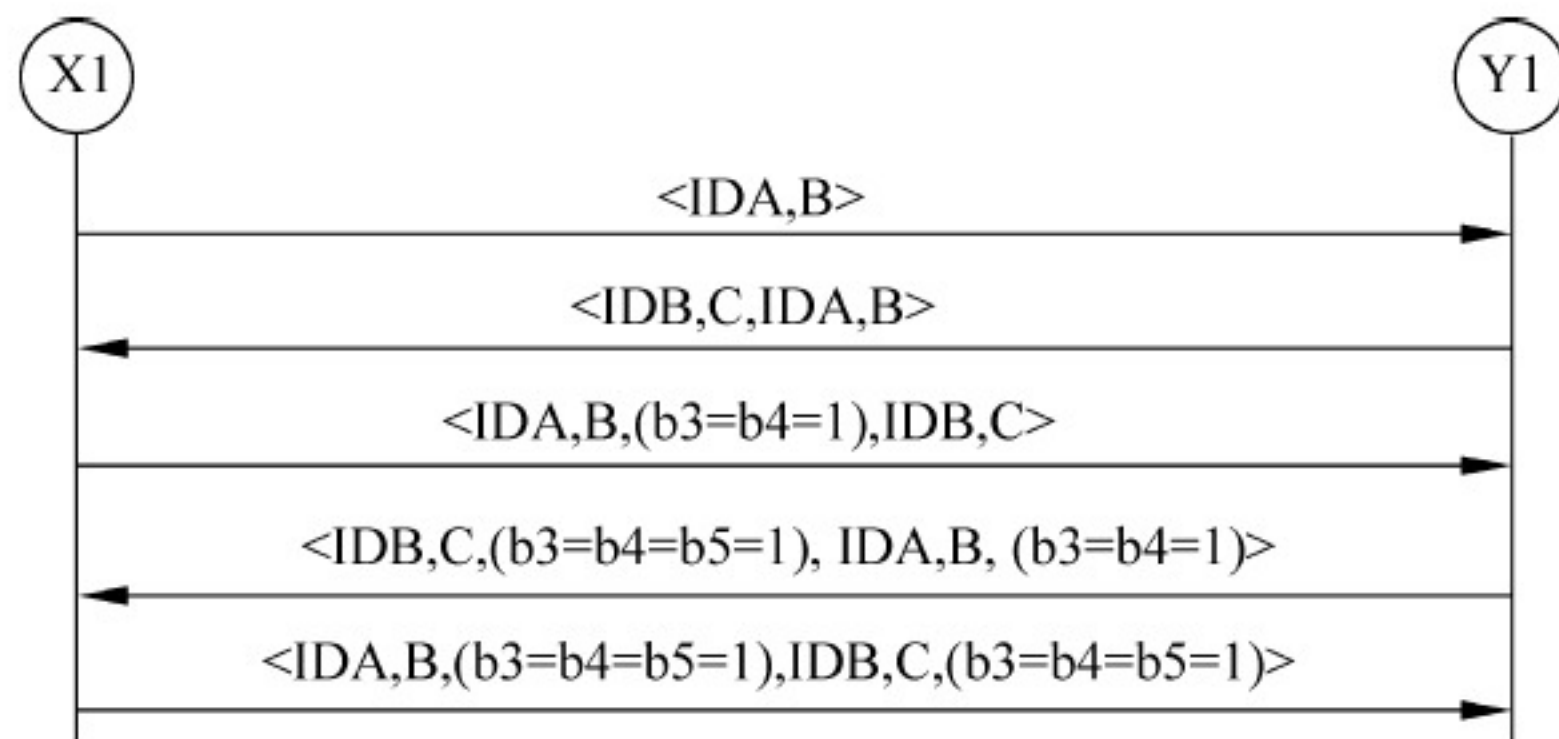 X1
Y1
<IDA,B>
<IDB,C,IDA,B>
<IDA,B,(b3=b4=1),IDB,C>
<IDB,C,(b3=b4=b5=1), IDA,B, (b3=b4=1)>
<IDA,B,(b3=b4=b5=1),IDB,C,(b3=b4=b5=1)>